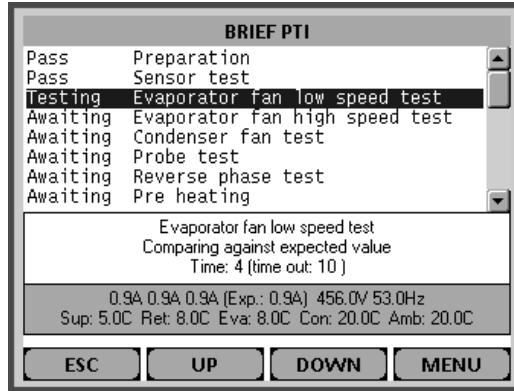 BRIEF PTI
Pass Preparation
Pass Sensor test
Testing Evaporator fan low speed test
Awaiting Evaporator fan high speed test
Awaiting Condenser fan test
Awaiting Probe test
Awaiting Reverse phase test
Awaiting Pre heating
Evaporator fan low speed test
Comparing against expected value
Time: 4 (time out: 10 )
0.9A 0.9A 0.9A (Exp.: 0.9A) 456.0V 53.0Hz
Sup: 5.0C Ret: 8.0C Eva: 8.0C Con: 20.0C Amb: 20.0C
ESC UP DOWN MENU